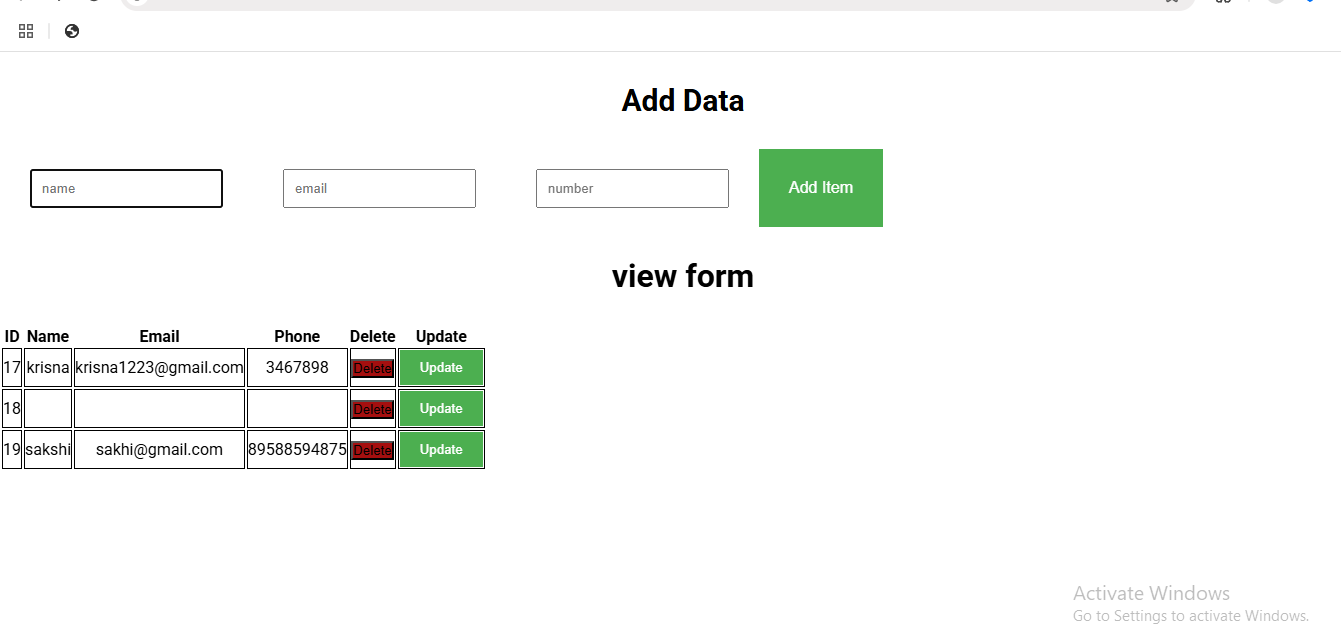 Add Data
name email number Add Item
view form
ID Name Email Phone Delete Update
17 krisna krisna1223@gmail.com 3467898 Delete Update
18 Delete Update
19 sakshi sakhi@gmail.com 89588594875 Delete Update
Activate Windows
Go to Settings to activate Windows.